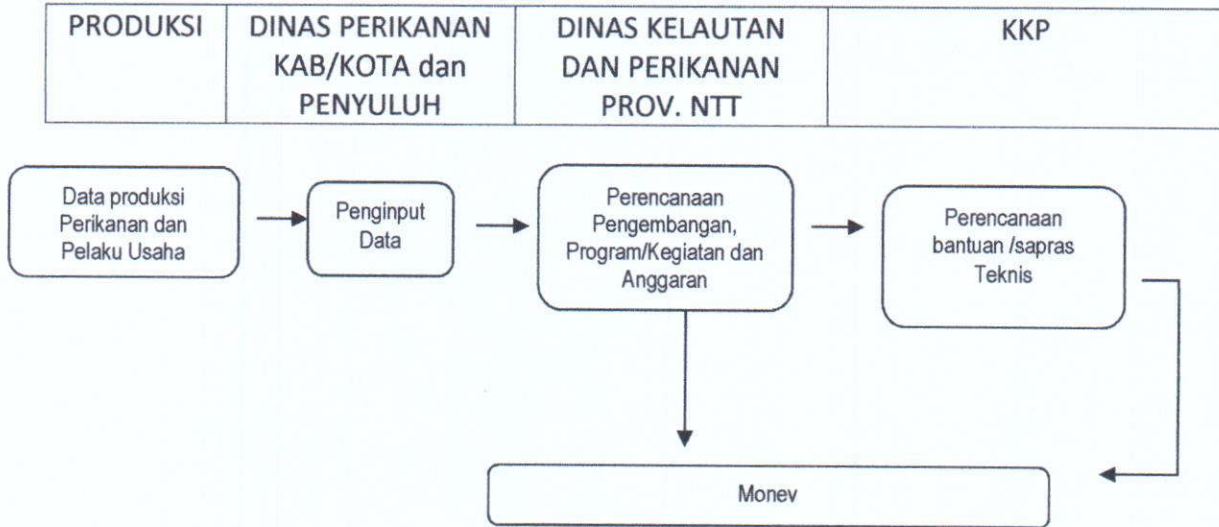 PRODUKSI
DINAS PERIKANAN
KAB/KOTA dan
PENYULUH
DINAS KELAUTAN
DAN PERIKANAN
PROV. NTT
KKP
Data produksi
Perikanan dan
Pelaku Usaha
Penginput
Data
Perencanaan
Pengembangan,
Program/Kegiatan dan
Anggaran
Perencanaan
bantuan /sapras
Teknis
Monev